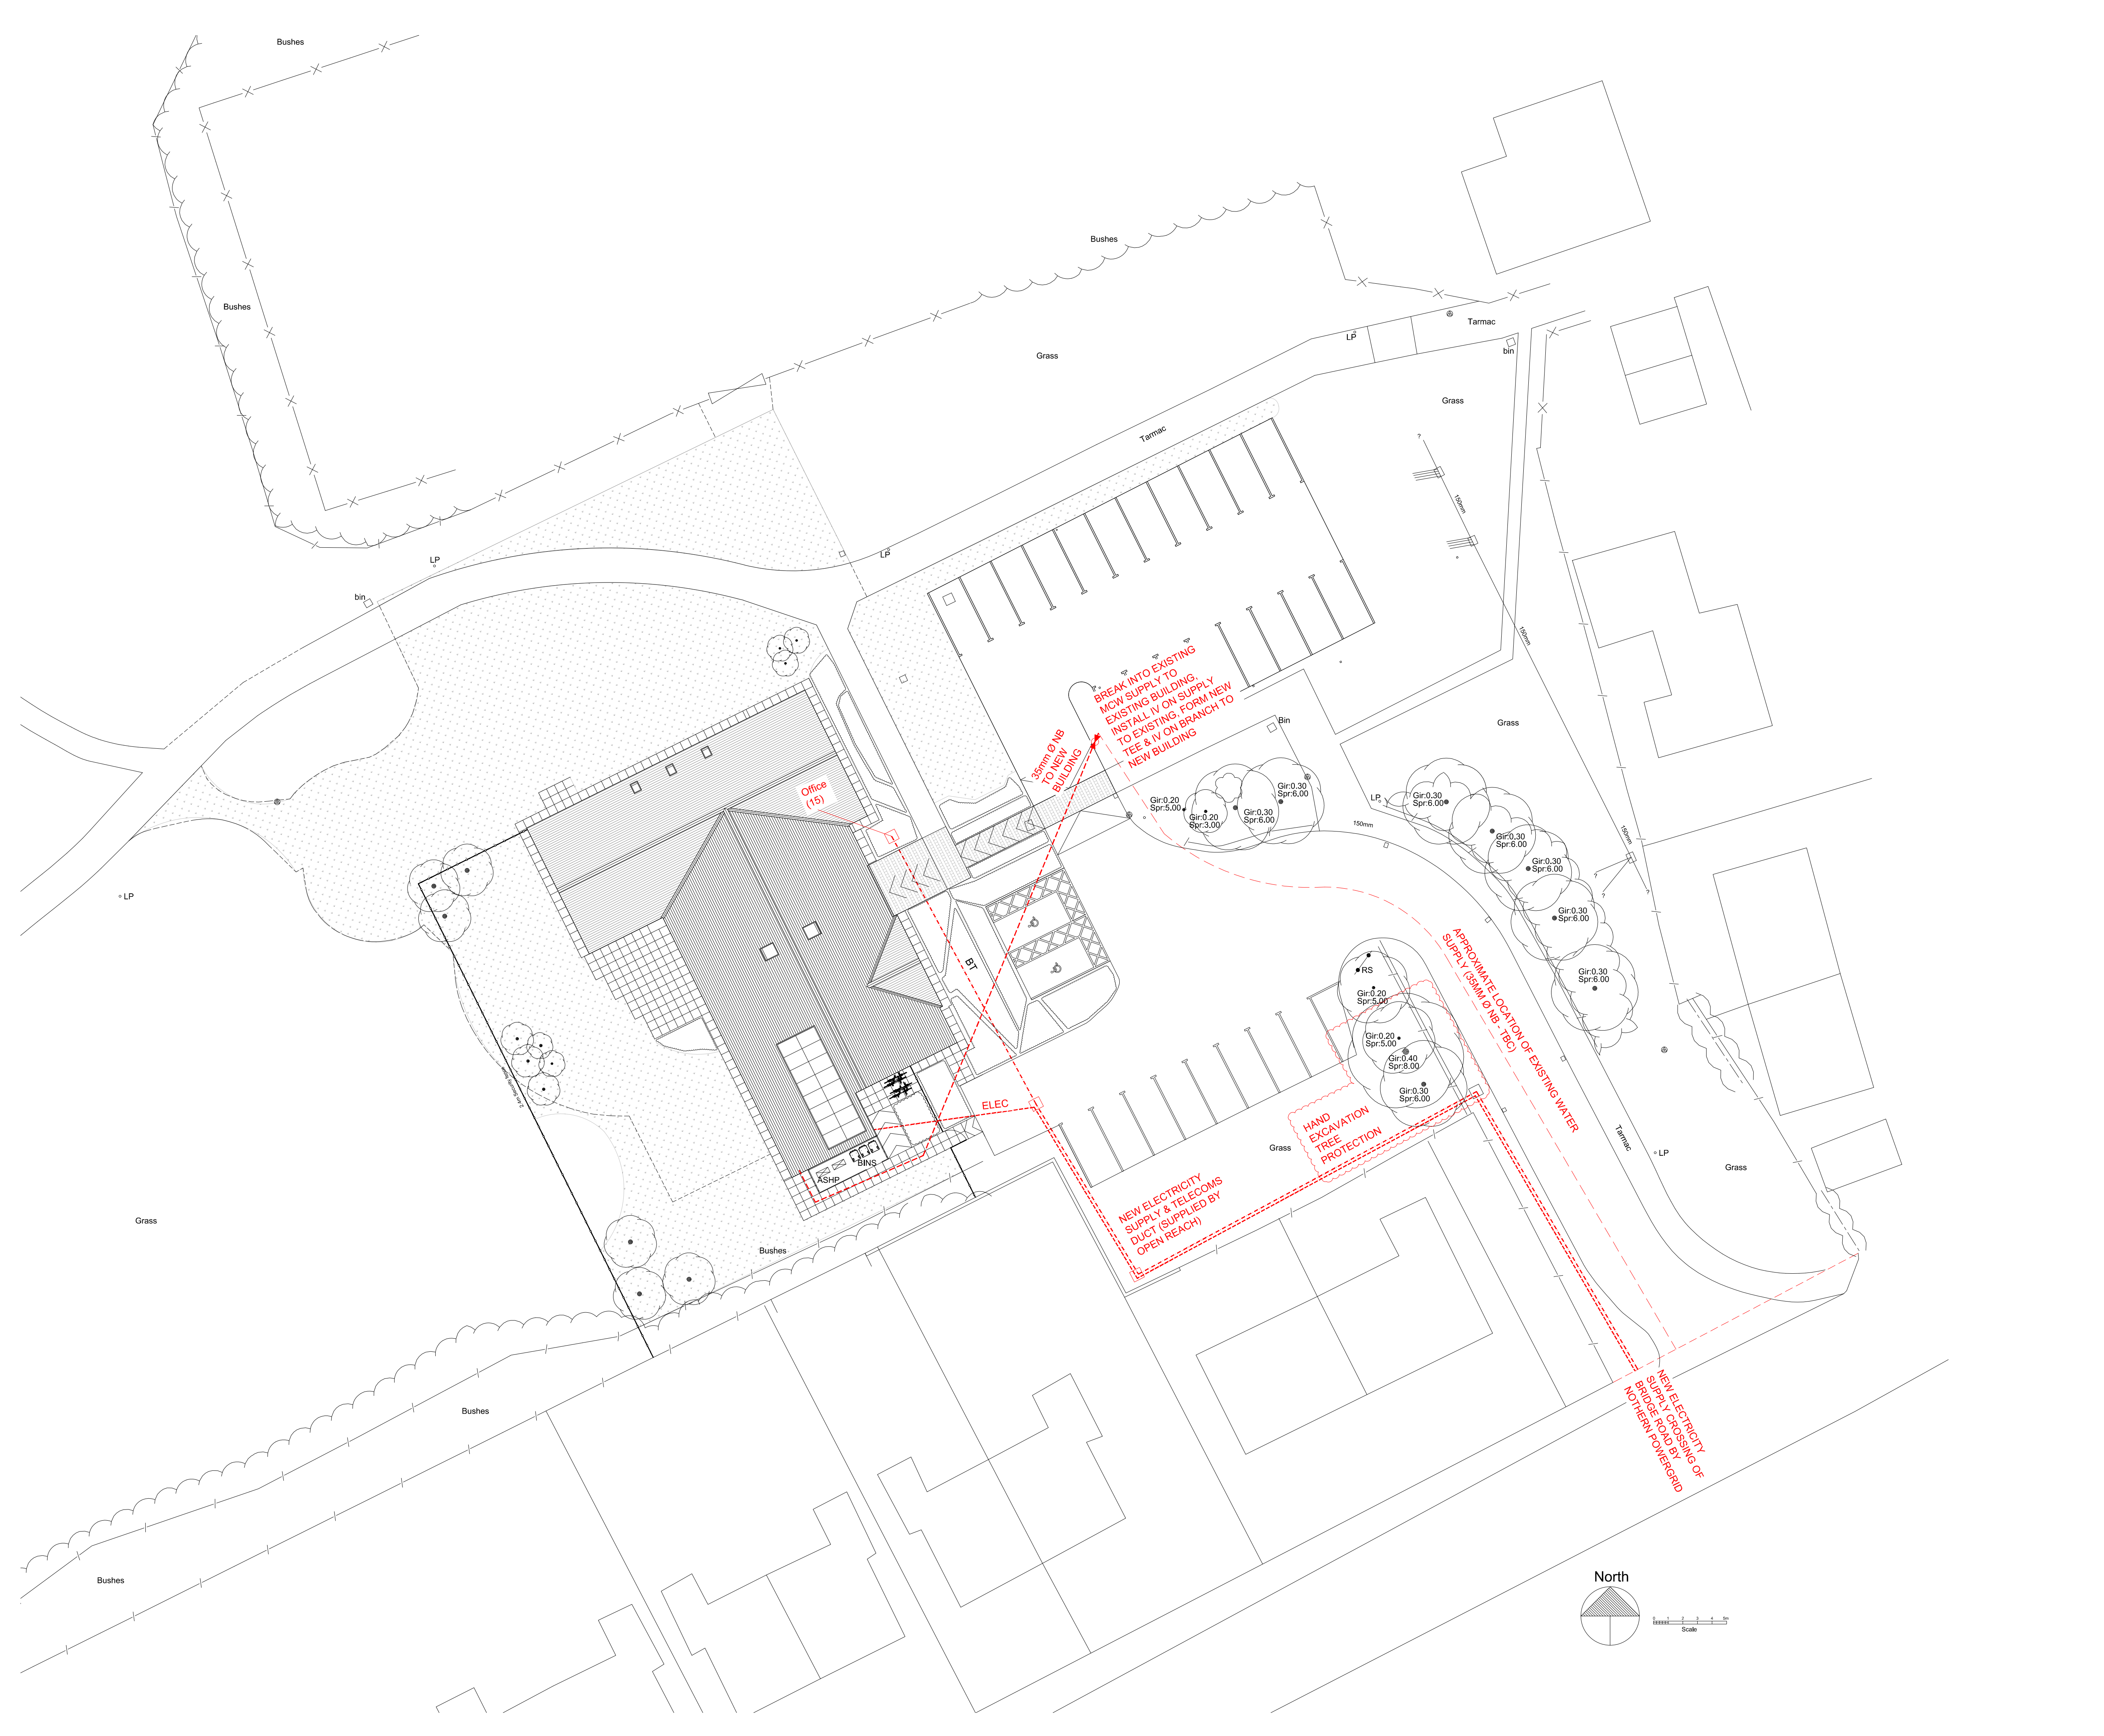 Bushes
Bushes
Bushes
LP
Tarmac
bin
Grass
Grass
Tarmac
?
150mm
LP
LP
bin
150mm
BREAK INTO EXISTING
MCW SUPPLY TO
EXISTING BUILDING,
INSTALL IV ON SUPPLY
TO EXISTING, FORM NEW
TEE & IV ON BRANCH TO
NEW BUILDING
35mm Ø NB
TO NEW
BUILDING
Bin
Grass
Office
(15)
Gir:0.20
Spr:5.00
Gir:0.20
Spr:3.00
Gir:0.30
Spr:6.00
Gir:0.30
Spr:6.00
LP
Gir:0.30
Spr:6.00
150mm
Gir:0.30
Spr:6.00
150mm
Gir:0.30
Spr:6.00
?
?
?
LP
Gir:0.30
Spr:6.00
Gir:0.30
Spr:6.00
BT
RS
Gir:0.20
Spr:5.00
Gir:0.20
Spr:5.00
Gir:0.40
Spr:8.00
Gir:0.30
Spr:6.00
APPROXIMATE LOCATION OF EXISTING WATER
SUPPLY (35MM Ø NB - TBC)
ELEC
HAND
EXCAVATION
TREE
PROTECTION
Grass
Tarmac
LP
Grass
BINS
ASHP
NEW ELECTRICITY
SUPPLY & TELECOMS
DUCT (SUPPLIED BY
OPEN REACH)
Grass
Bushes
Bushes
Bushes
NEW ELECTRICITY
SUPPLY CROSSING OF
BRIDGE ROAD BY
NOTHERN POWERGRID
North
0 1 2 3 4 5m
Scale